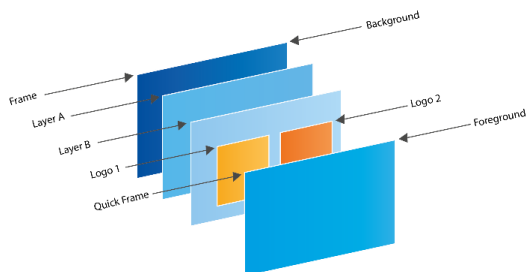 Background
Frame
Layer A
Logo 2
Layer B
Foreground
Logo 1
Quick Frame